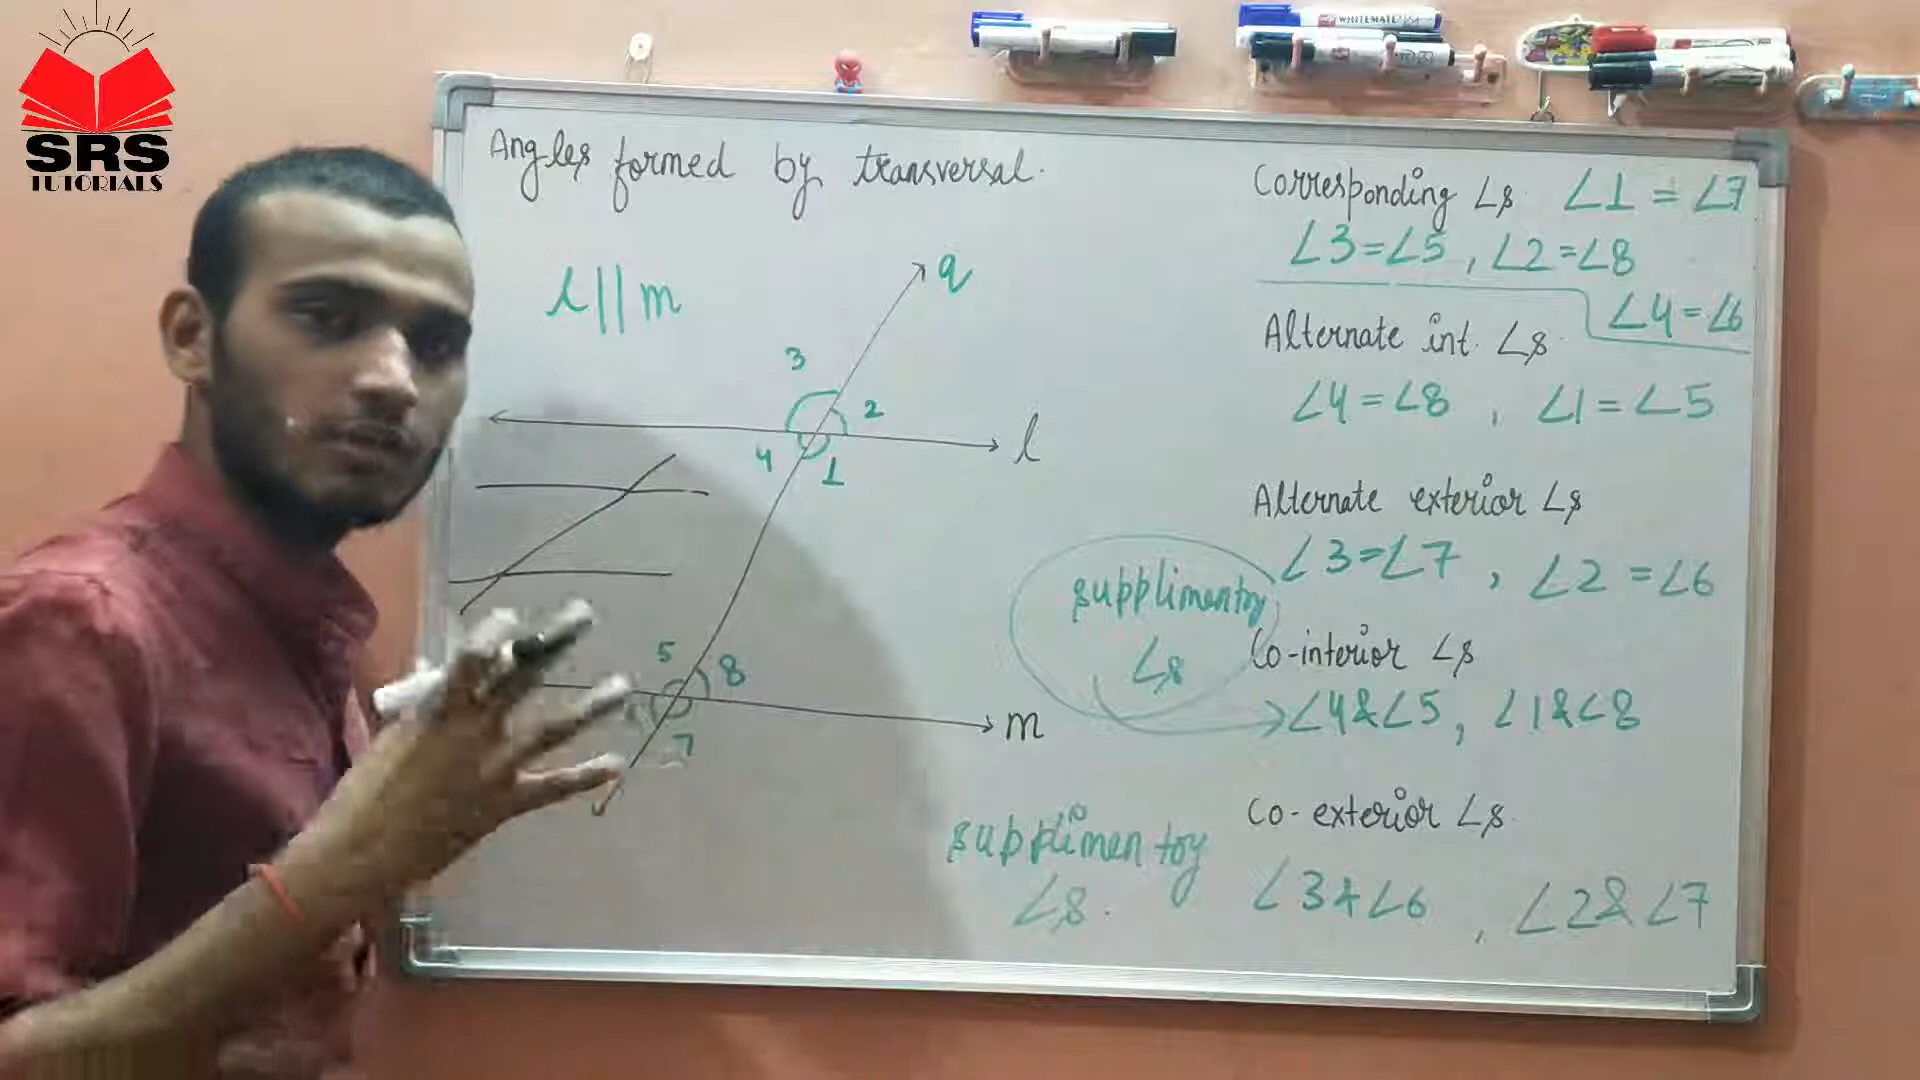 SRS
TUTORIALS
WHITEMATE
Angles formed by transversal.
l||m
q
3
2
4
1
l
5
8
7
m
Corresponding ∠s ∠1 = ∠7
∠3=∠5, ∠2=∠8
∠4=∠6
Alternate int. ∠s
∠4=∠8, ∠1=∠5
Alternate exterior ∠s
∠3=∠7, ∠2=∠6
supplimentry
∠s
Co-interior ∠s
∠4&∠5, ∠1&∠8
Co-exterior ∠s.
supplimentry
∠s.
∠3&∠6, ∠2&∠7